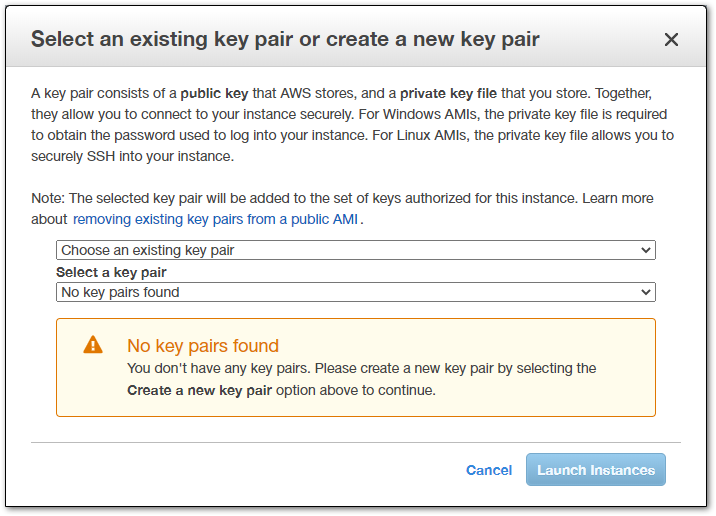 Select an existing key pair or create a new key pair
A key pair consists of a public key that AWS stores, and a private key file that you store. Together,
they allow you to connect to your instance securely. For Windows AMIs, the private key file is required
to obtain the password used to log into your instance. For Linux AMIs, the private key file allows you to
securely SSH into your instance.
Note: The selected key pair will be added to the set of keys authorized for this instance. Learn more
about removing existing key pairs from a public AMI .
Choose an existing key pair
Select a key pair
No key pairs found
No key pairs found
You don't have any key pairs. Please create a new key pair by selecting the
Create a new key pair option above to continue.
Cancel Launch Instances